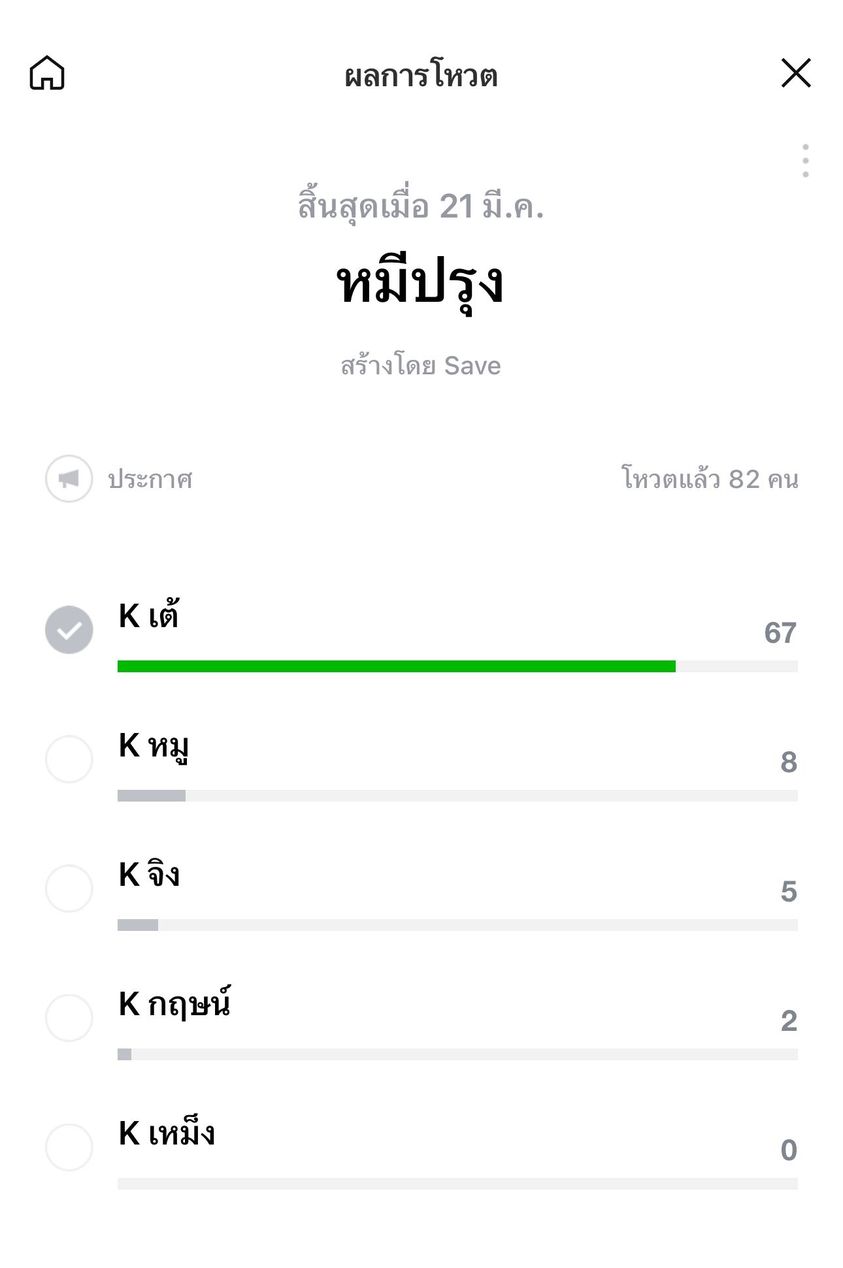 ผลการโหวต
สิ้นสุดเมื่อ 21 มี.ค.
หมีปรุง
สร้างโดย Save
ประกาศ
โหวตแล้ว 82 คน
K เต้
67
K หมู
8
K จิง
5
K กฤษน์
2
K เหม็ง
0